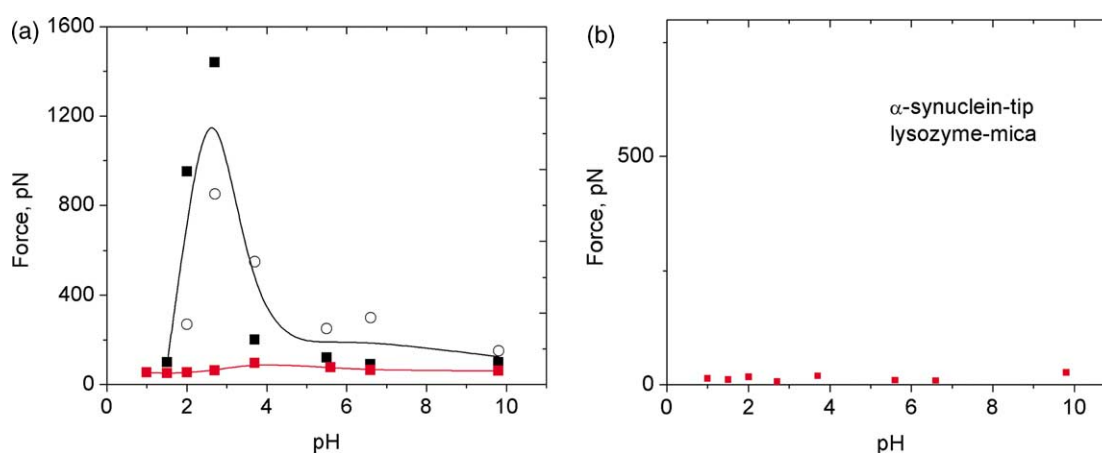 (a)
1600
1200
800
400
0
Force, pN
0 2 4 6 8 10
pH
(b)
α-synuclein-tip
lysozyme-mica
500
0
Force, pN
0 2 4 6 8 10
pH